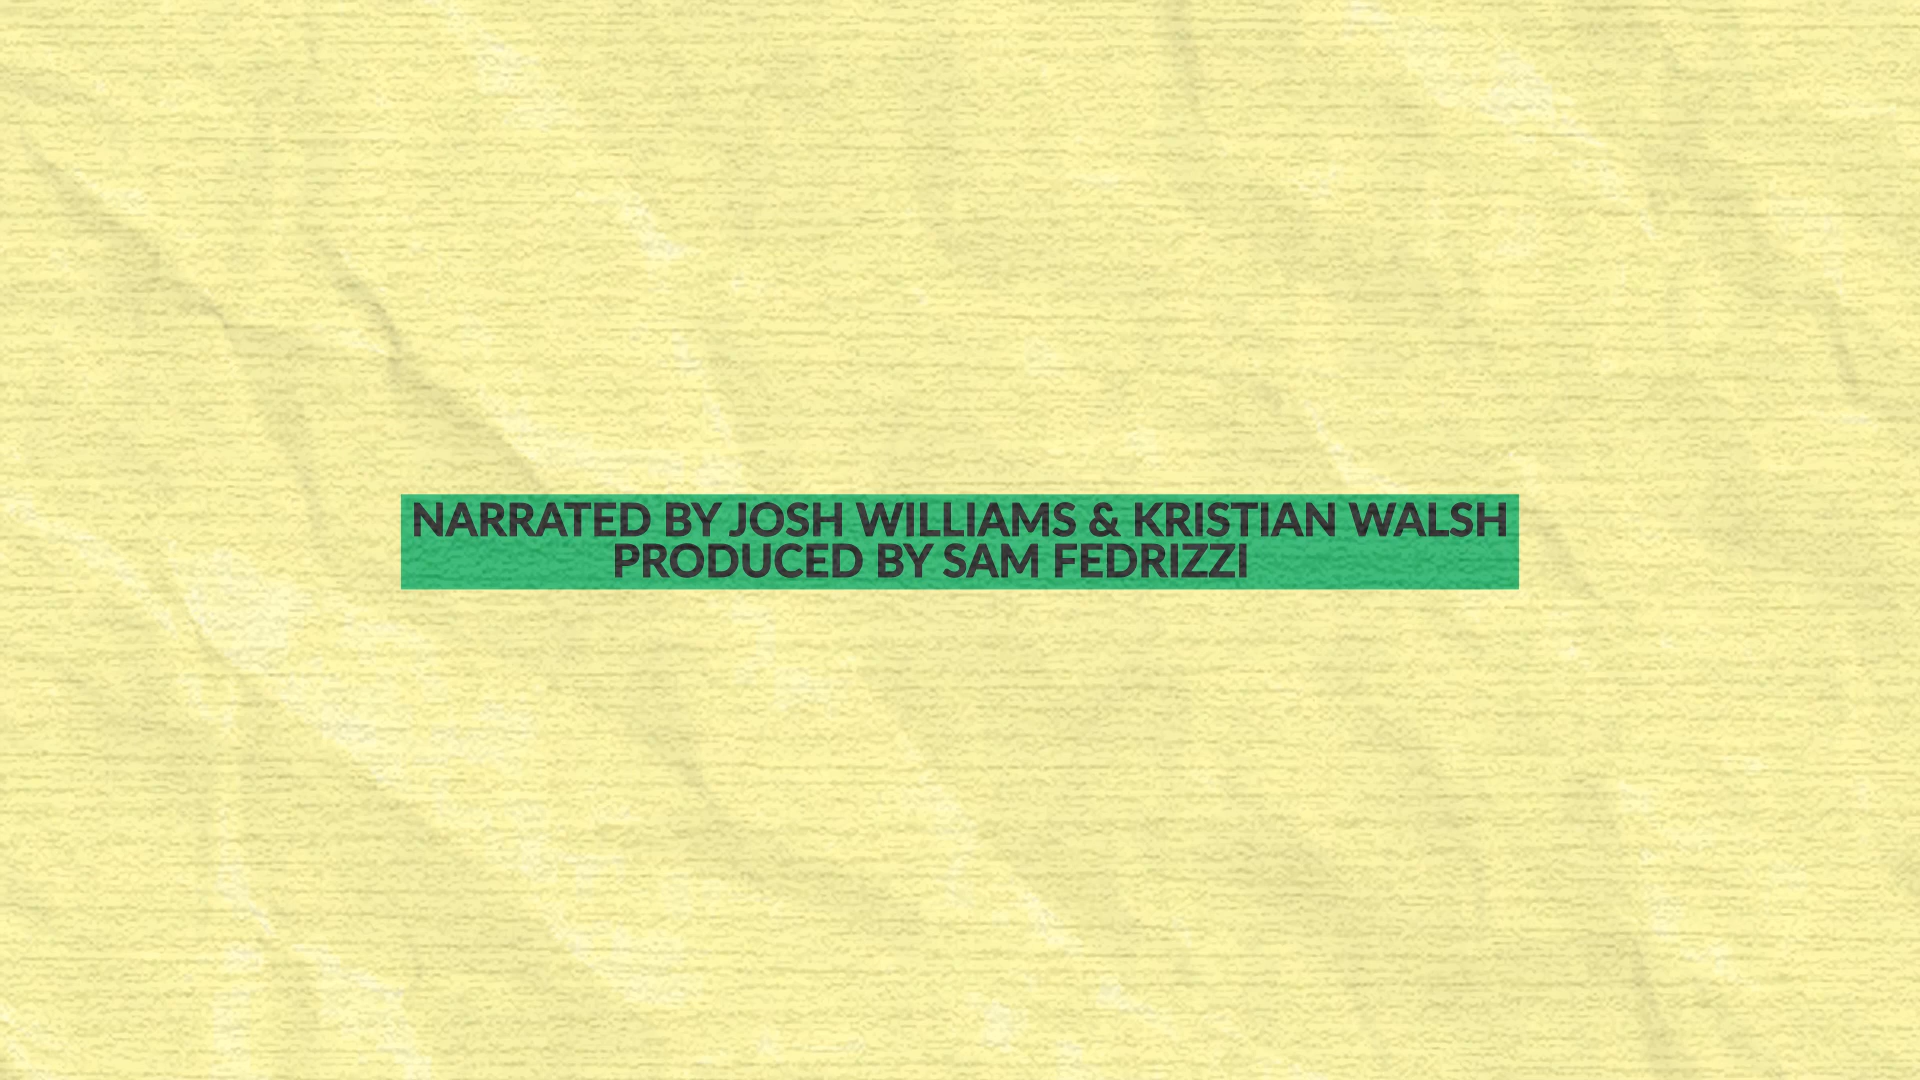 NARRATED BY JOSH WILLIAMS & KRISTIAN WALSH
PRODUCED BY SAM FEDRIZZI